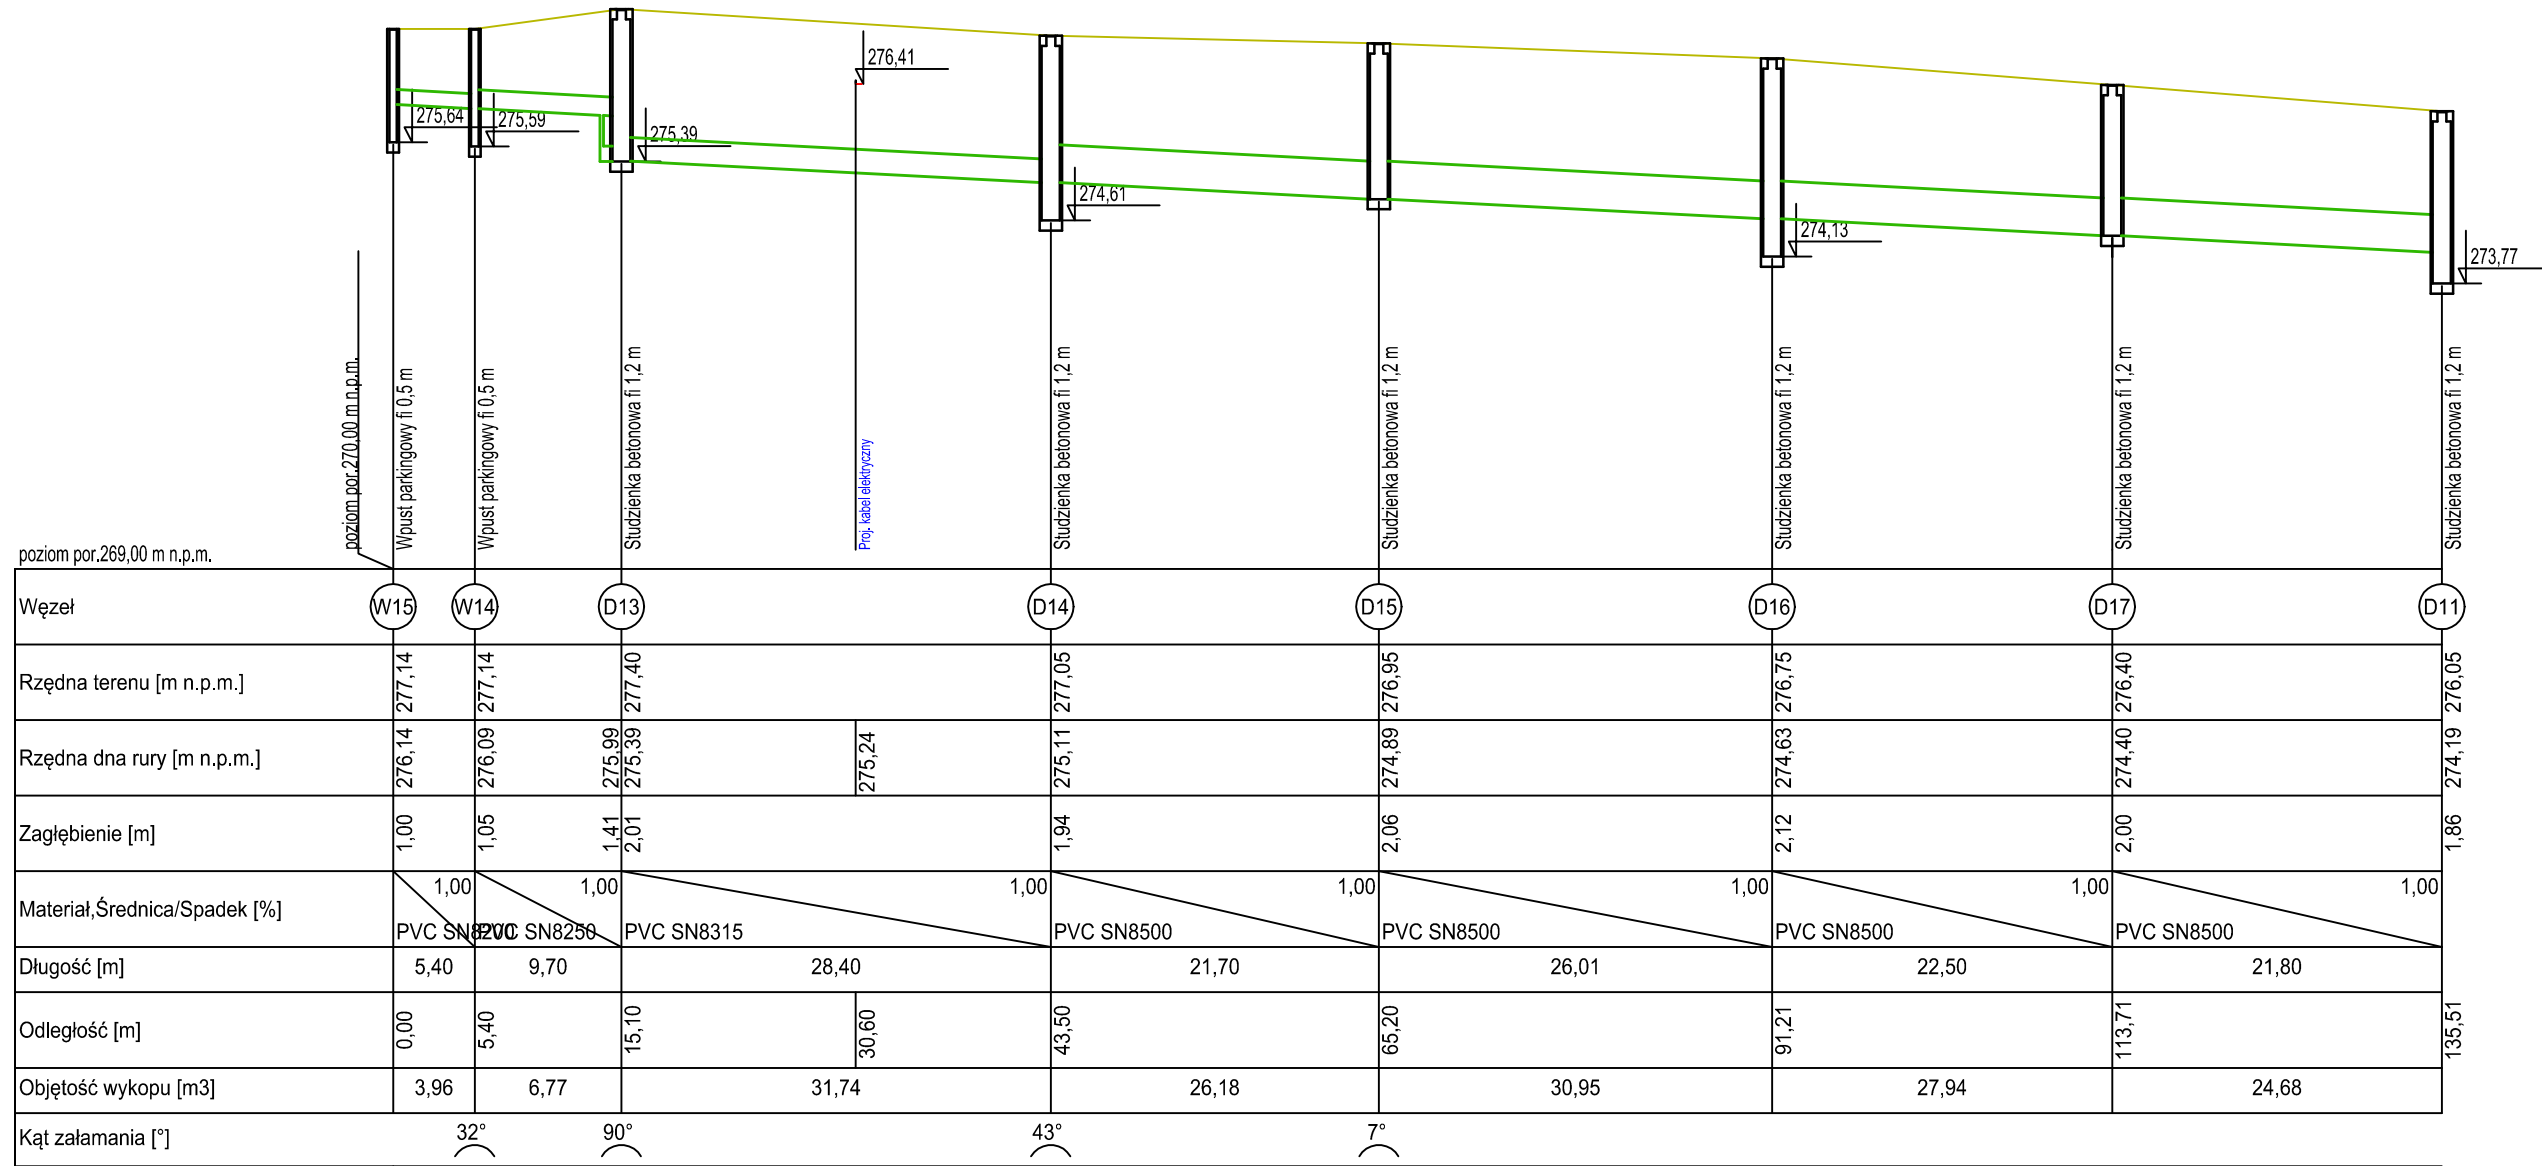 276,41
275,64
275,59
275,39
274,61
274,13
273,77
poziom por.270,00 m n.p.m.
Wpust parkingowy fi 0,5 m
Wpust parkingowy fi 0,5 m
Studzienka betonowa fi 1,2 m
Proj. kabel elektryczny
Studzienka betonowa fi 1,2 m
Studzienka betonowa fi 1,2 m
Studzienka betonowa fi 1,2 m
Studzienka betonowa fi 1,2 m
Studzienka betonowa fi 1,2 m
poziom por.269,00 m n.p.m.
Węzeł W15 W14 D13 D14 D15 D16 D17 D11
Rzędna terenu [m n.p.m.] 277,14 277,14 277,40 277,05 276,95 276,75 276,40 276,05
Rzędna dna rury [m n.p.m.] 276,14 276,09 275,99 275,39 275,24 275,11 274,89 274,63 274,40 274,19
Zagłębienie [m] 1,00 1,05 1,41 2,01 1,94 2,06 2,12 2,00 1,86
1,00 1,00 1,00 1,00 1,00 1,00 1,00
Materiał,Średnica/Spadek [%]
PVC SN8200 PVC SN8250 PVC SN8315 PVC SN8500 PVC SN8500 PVC SN8500 PVC SN8500
Długość [m] 5,40 9,70 28,40 21,70 26,01 22,50 21,80
Odległość [m] 0,00 5,40 15,10 30,60 43,50 65,20 91,21 113,71 135,51
Objętość wykopu [m3] 3,96 6,77 31,74 26,18 30,95 27,94 24,68
Kąt załamania [°] 32° 90° 43° 7°